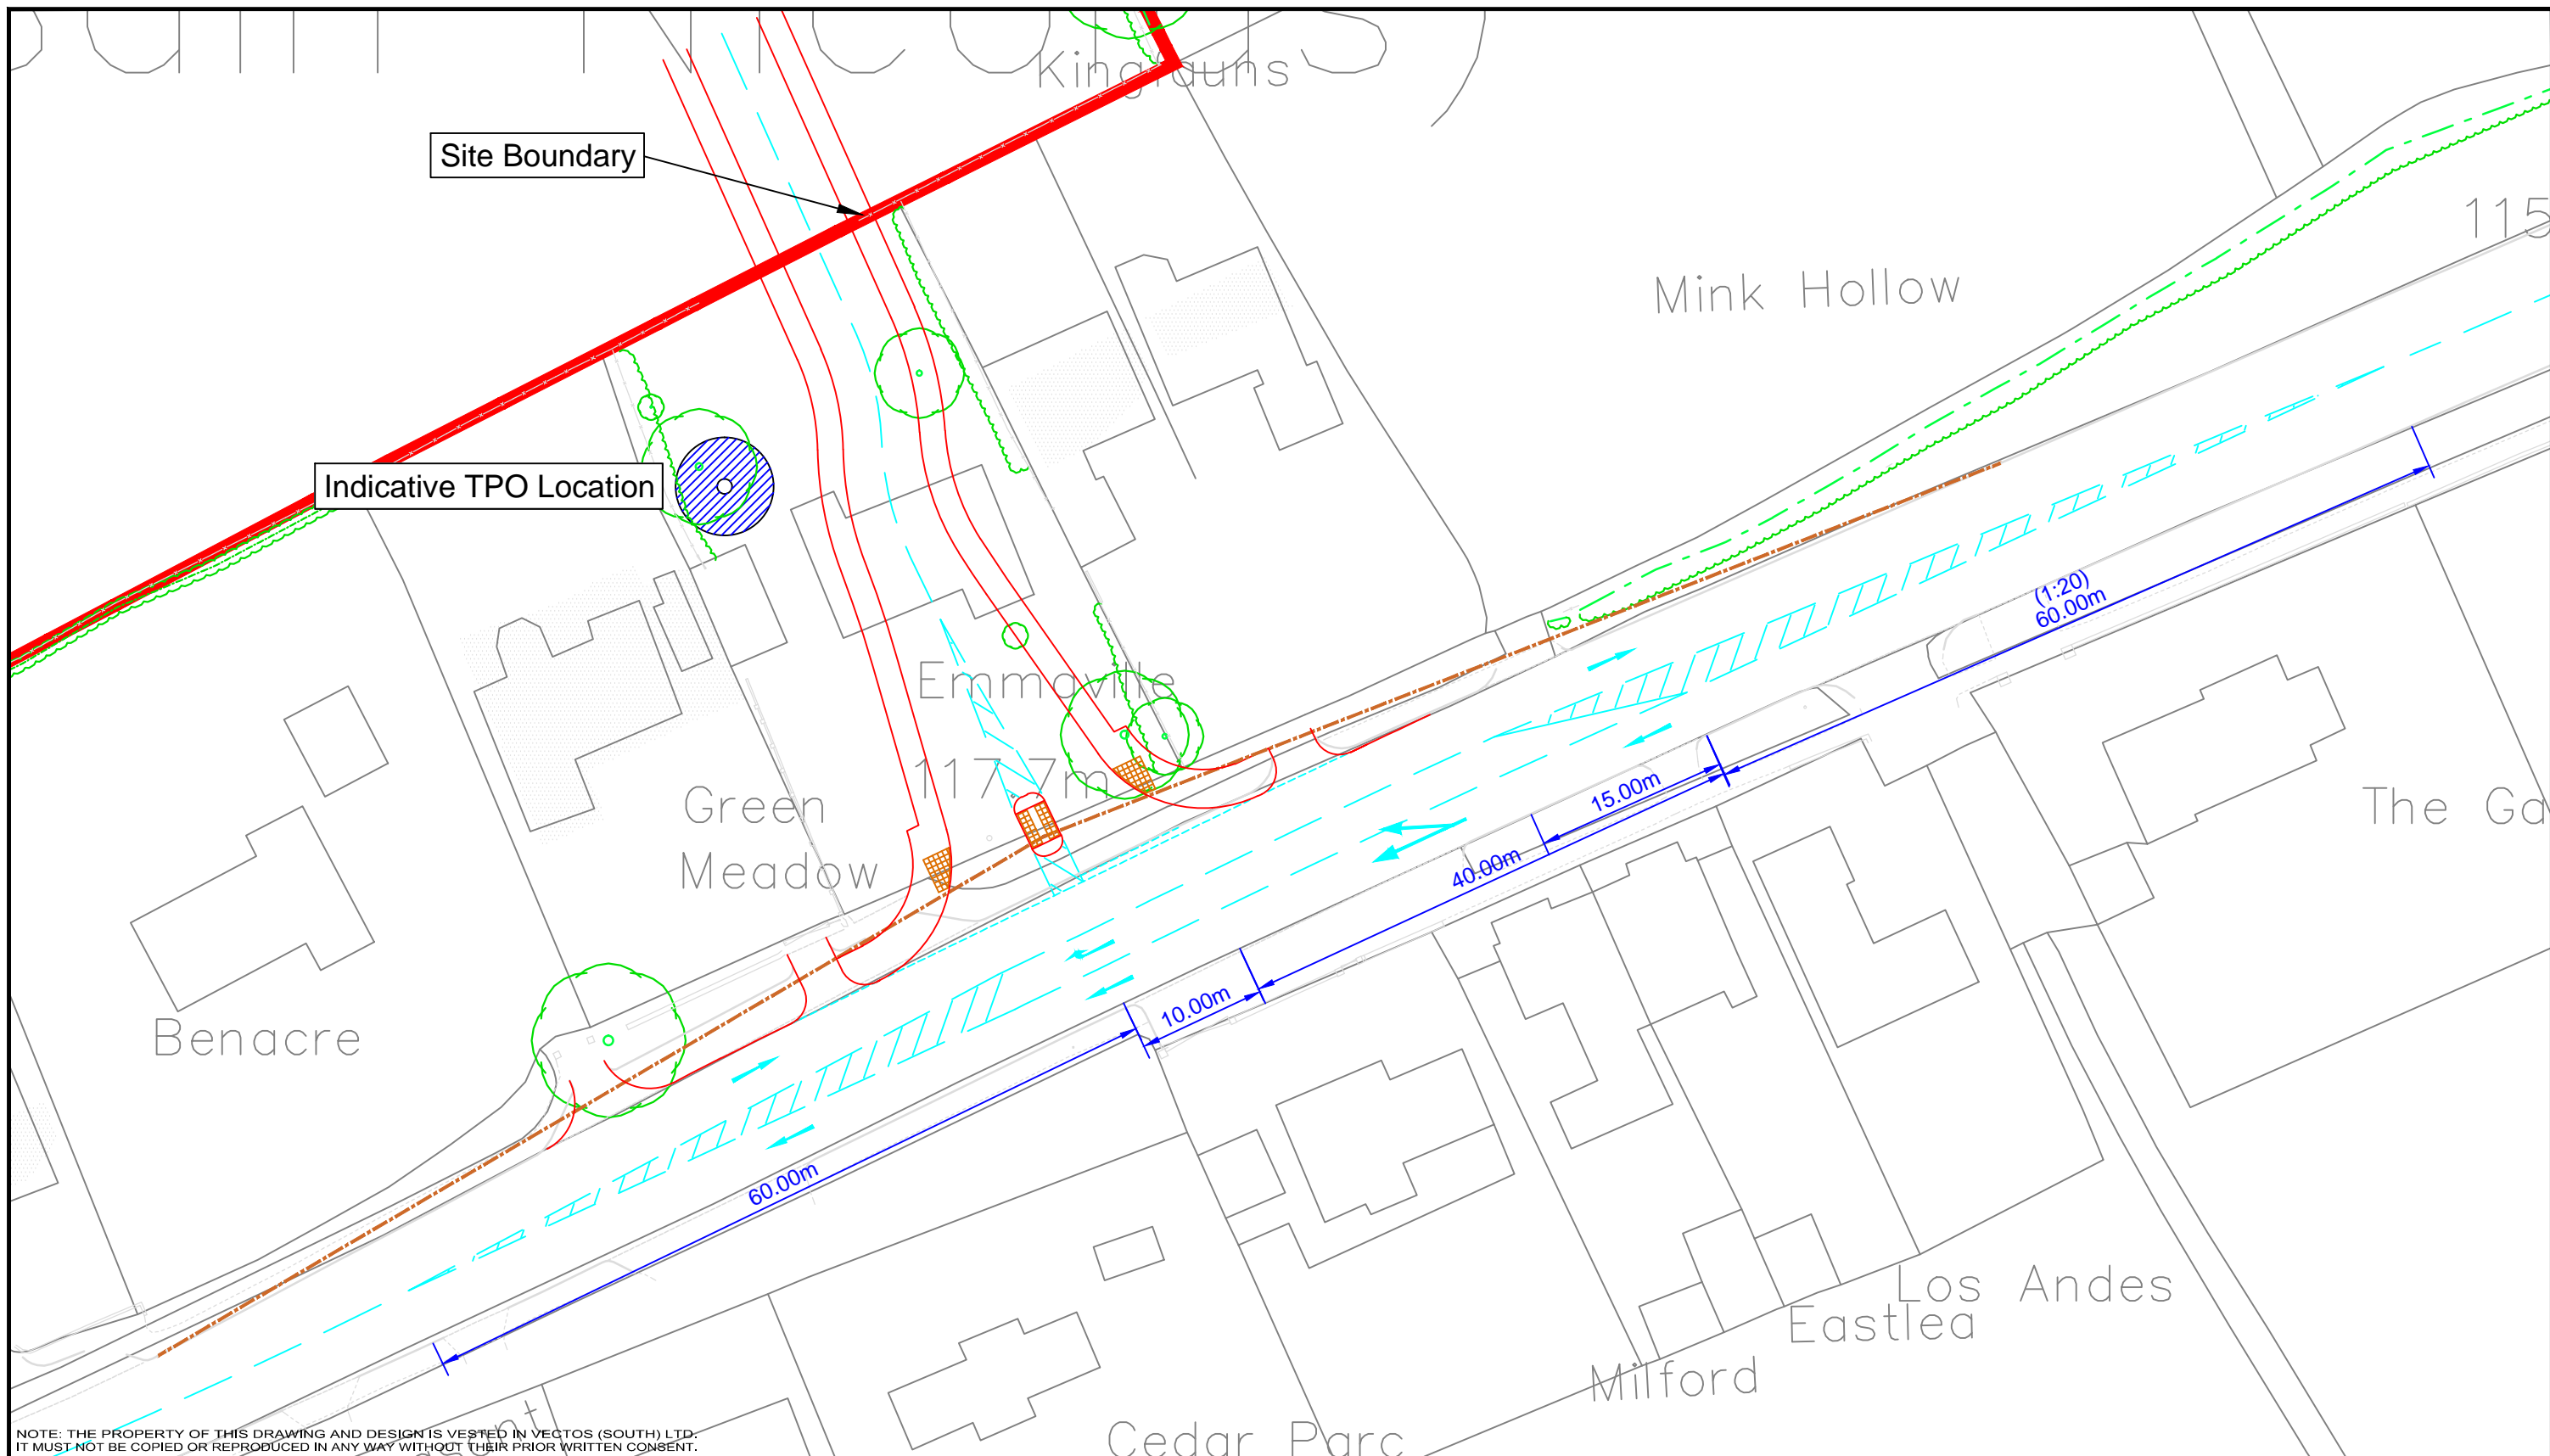 Kingfauns
Site Boundary
115
Mink Hollow
Indicative TPO Location
(1:20)
60.00m
Emmaville
117.7m
15.00m
Green
Meadow
The Ga
40.00m
10.00m
Benacre
60.00m
Los Andes
Eastlea
Milford
Cedar Parc
NOTE: THE PROPERTY OF THIS DRAWING AND DESIGN IS VESTED IN VECTOS (SOUTH) LTD.
IT MUST NOT BE COPIED OR REPRODUCED IN ANY WAY WITHOUT THEIR PRIOR WRITTEN CONSENT.